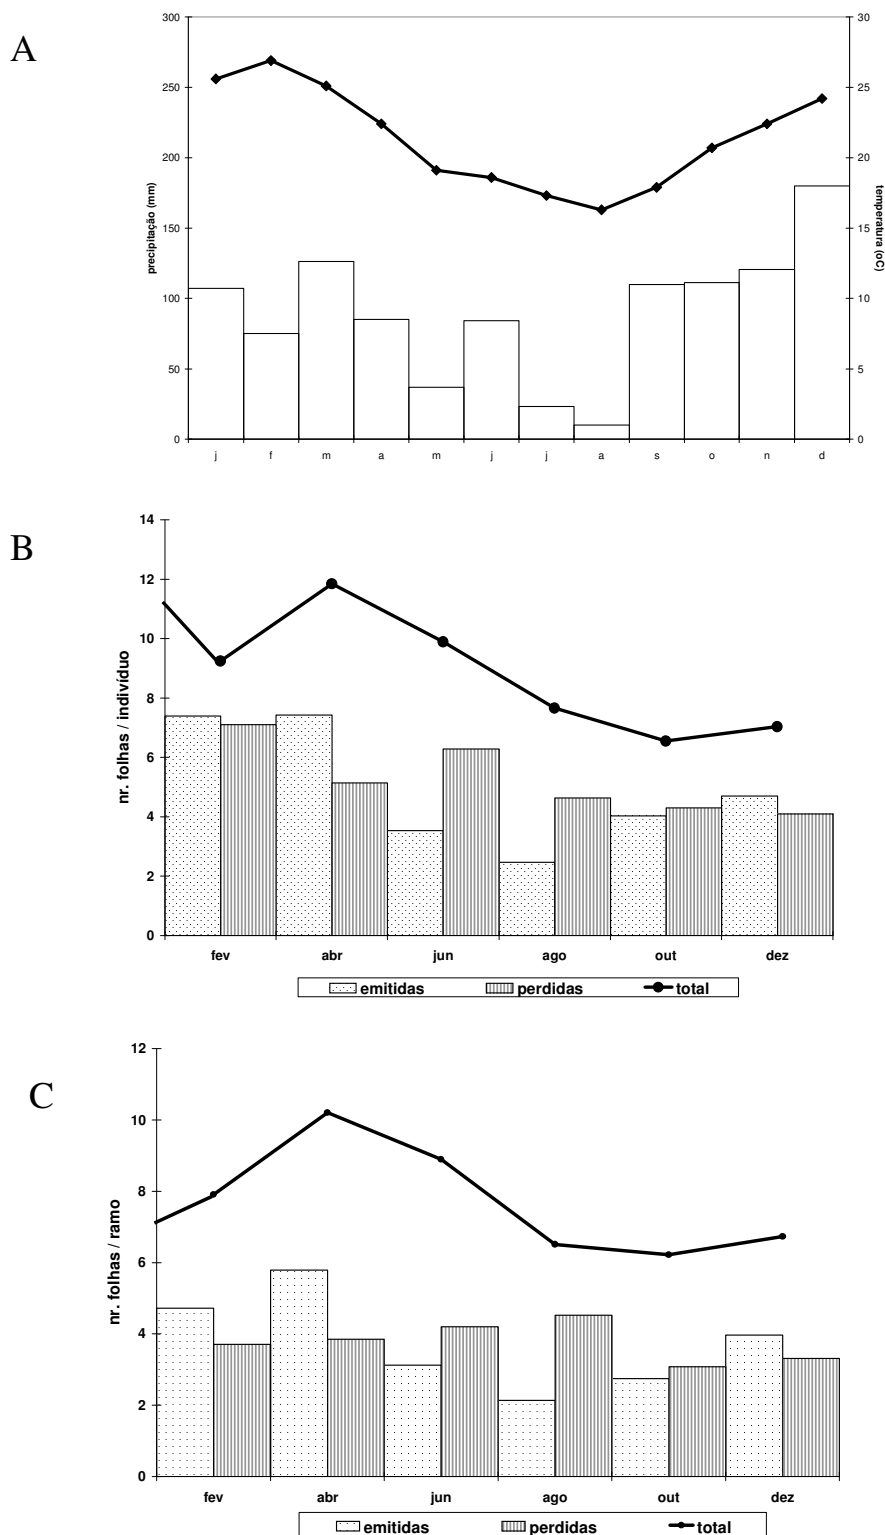 A
300
250
200
150
100
50
0
precipitação (mm)
30
25
20
15
10
5
0
temperatura (oC)
j f m a m j j a s o n d
B
14
12
10
8
6
4
2
0
nr. folhas / indivíduo
fev abr jun ago out dez
emitidas perdidas total
C
12
10
8
6
4
2
0
nr. folhas / ramo
fev abr jun ago out dez
emitidas perdidas total